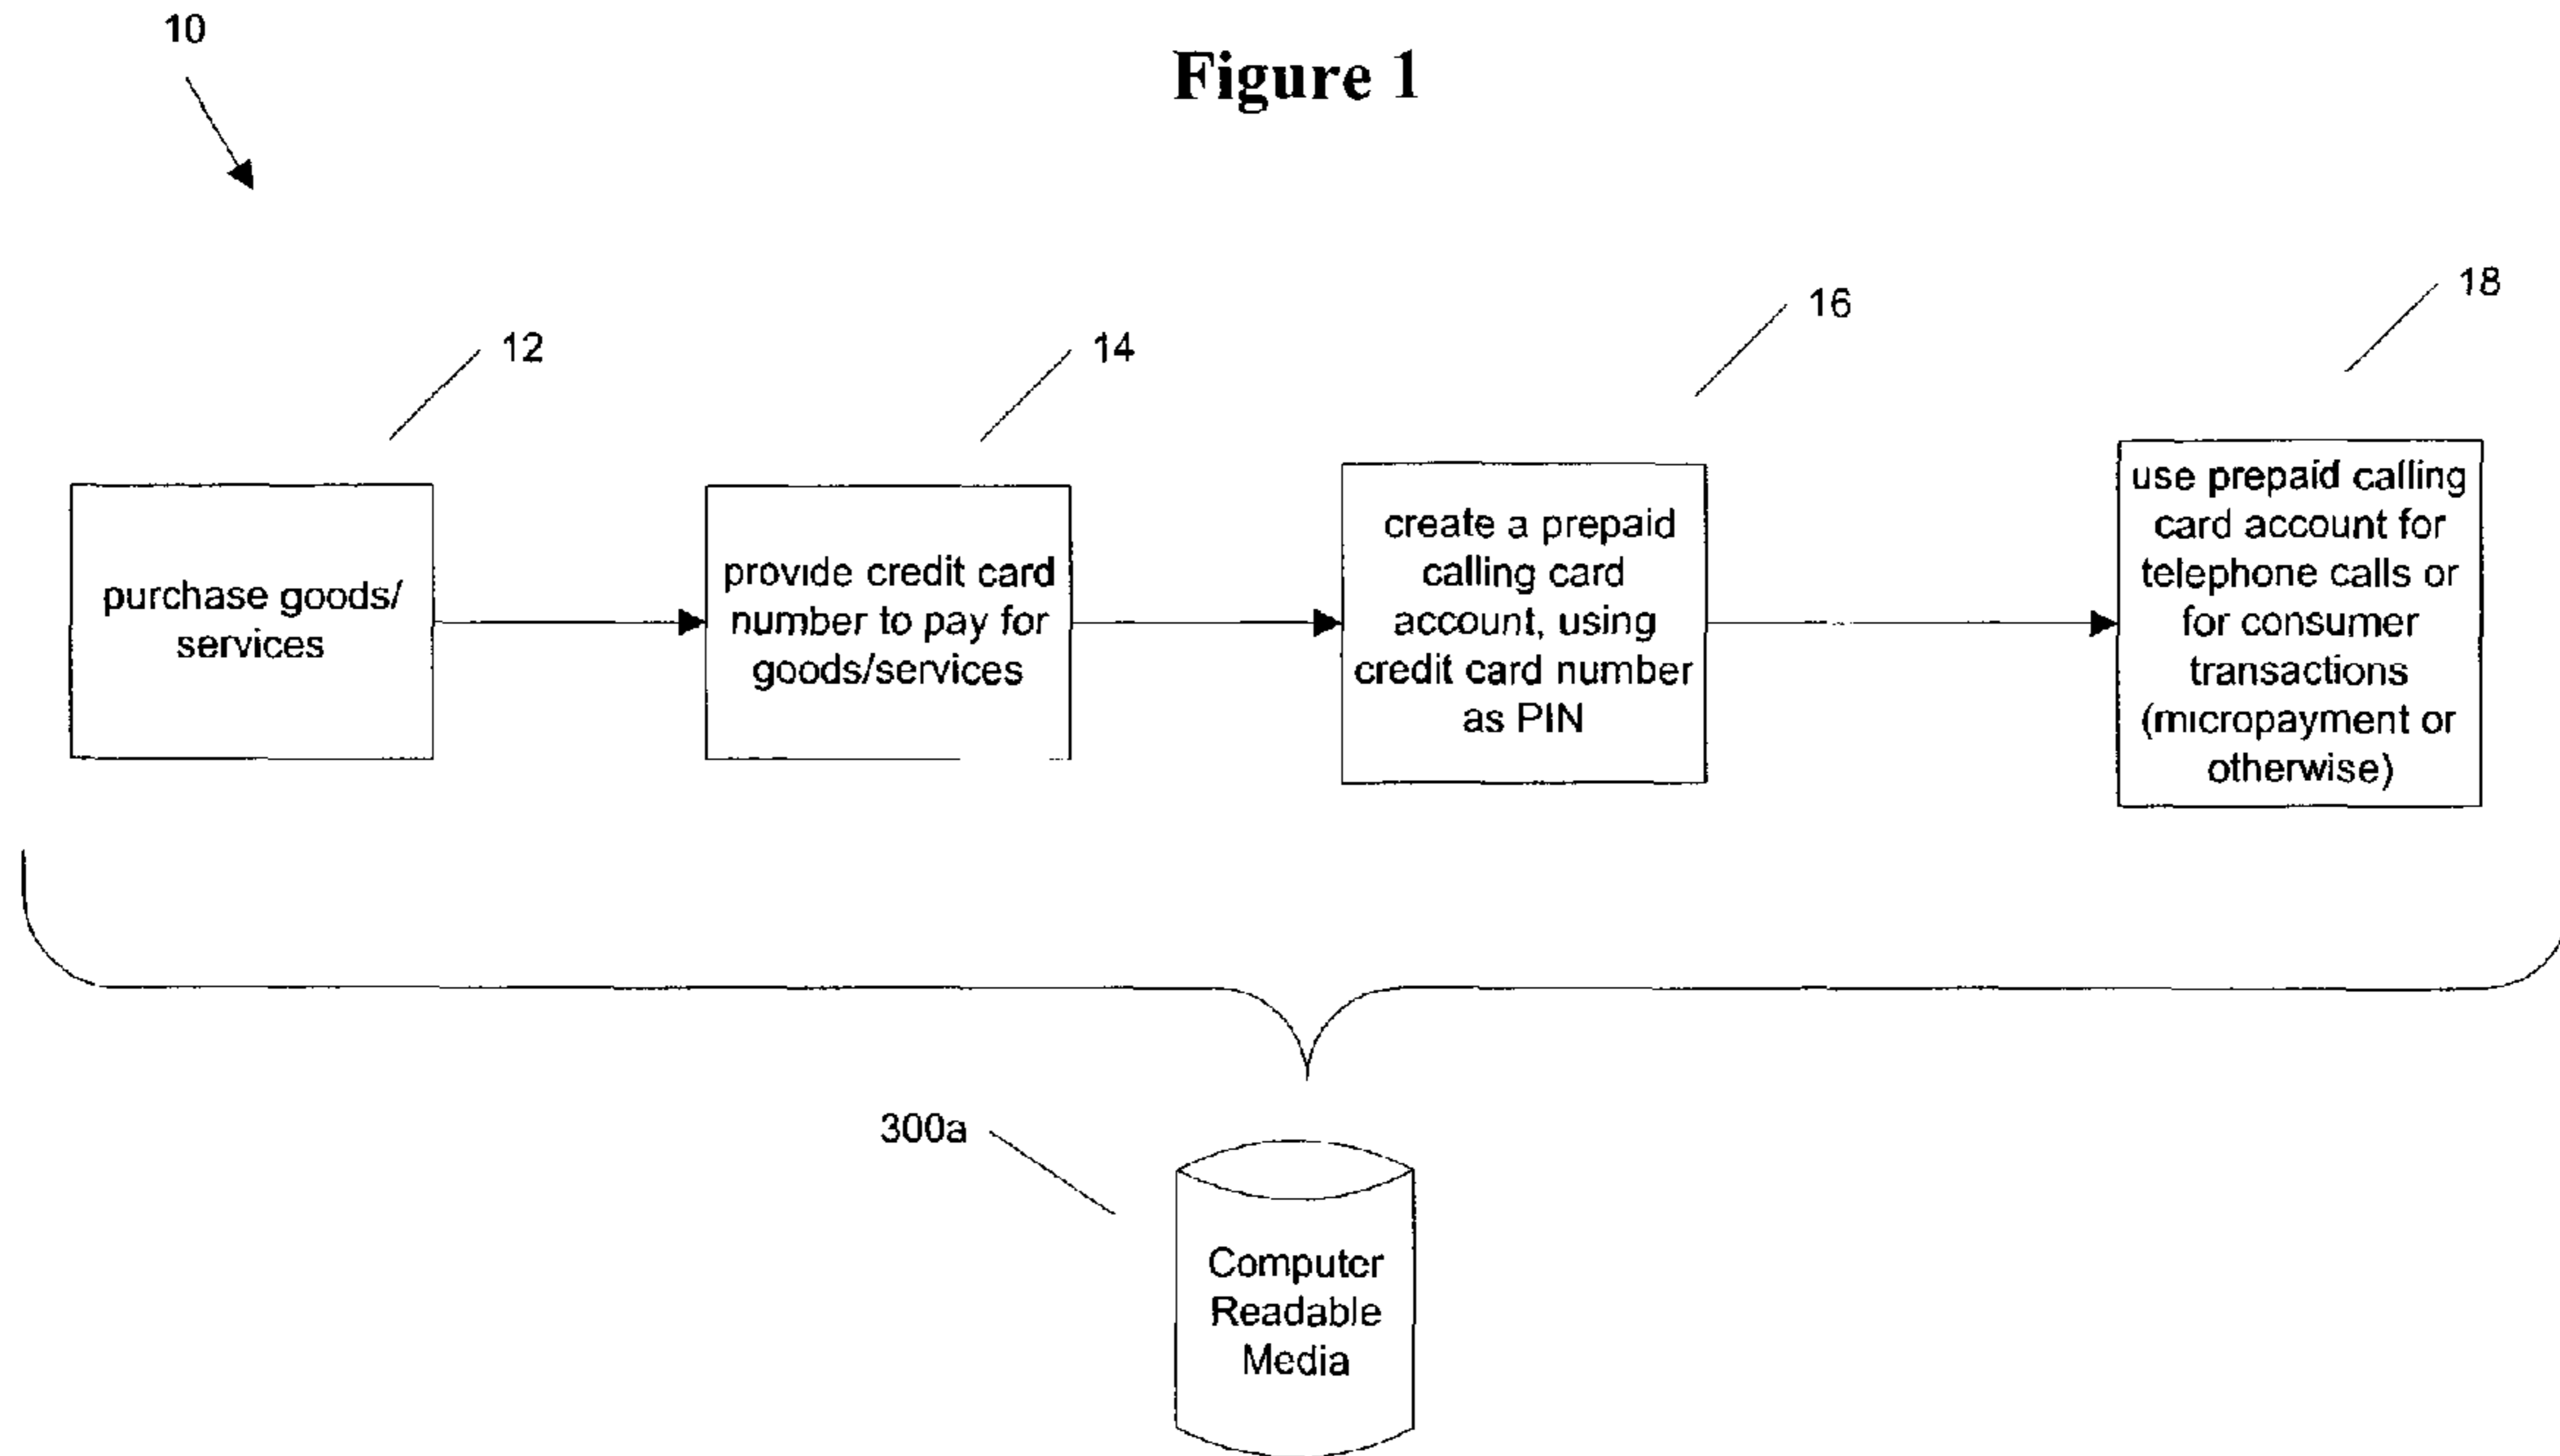 10
Figure 1
12
14
16
18
purchase goods/
services
provide credit card
number to pay for
goods/services
create a prepaid
calling card
account, using
credit card number
as PIN
use prepaid calling
card account for
telephone calls or
for consumer
transactions
(micropayment or
otherwise)
300a
Computer
Readable
Media